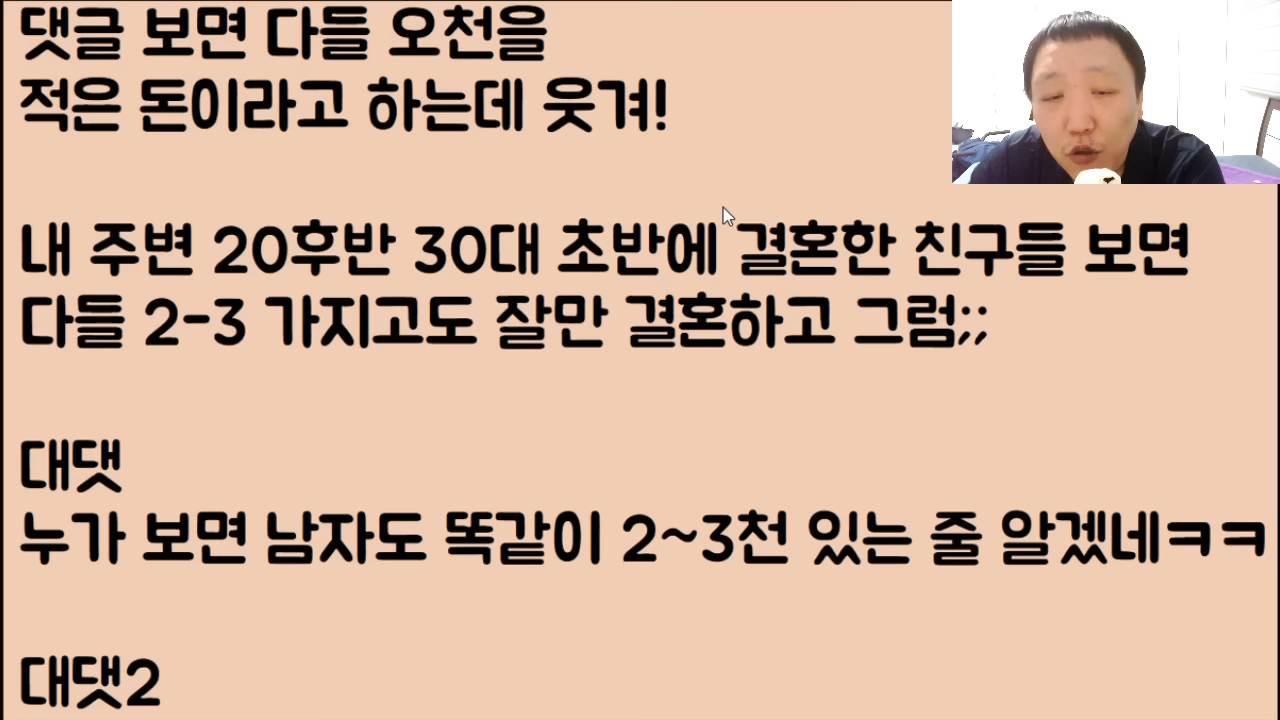 댓글 보면 다들 오천을
적은 돈이라고 하는데 웃겨!
내 주변 20후반 30대 초반에 결혼한 친구들 보면
다들 2-3 가지고도 잘만 결혼하고 그럼;;
대댓
누가 보면 남자도 똑같이 2~3천 있는 줄 알겠네ㅋㅋ
대댓2